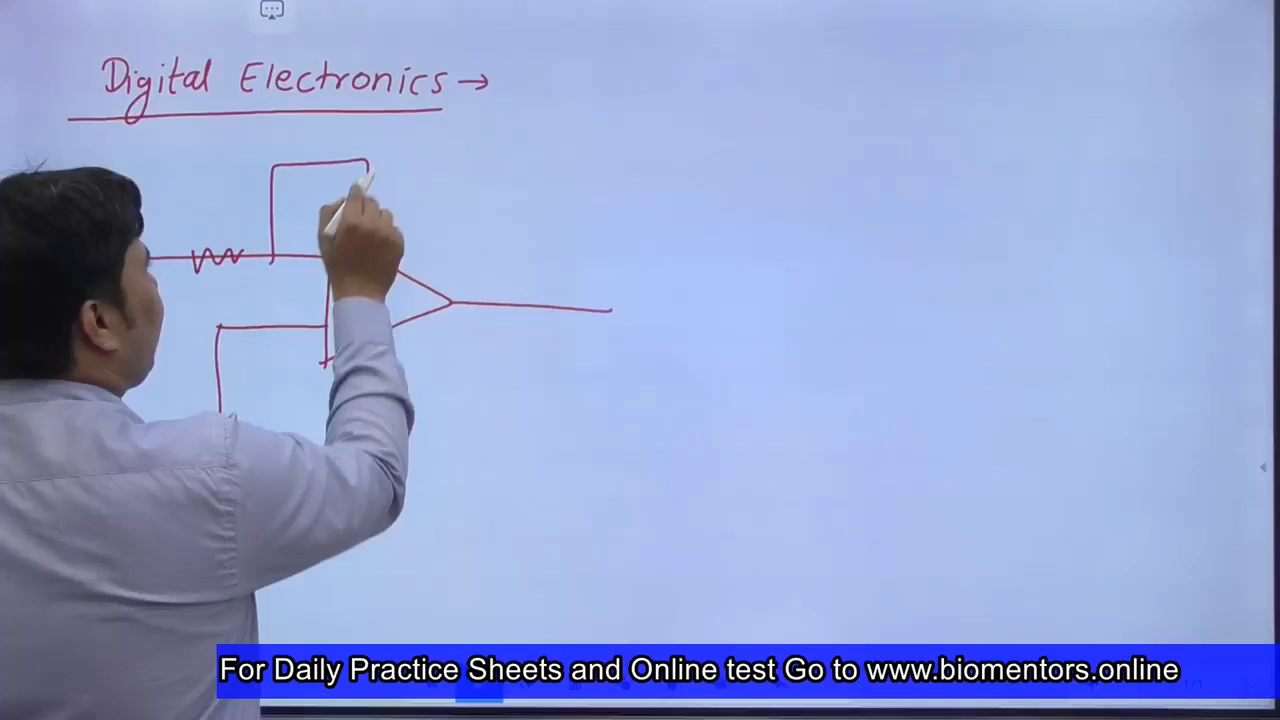 Digital Electronics →
For Daily Practice Sheets and Online test Go to www.biomentors.online